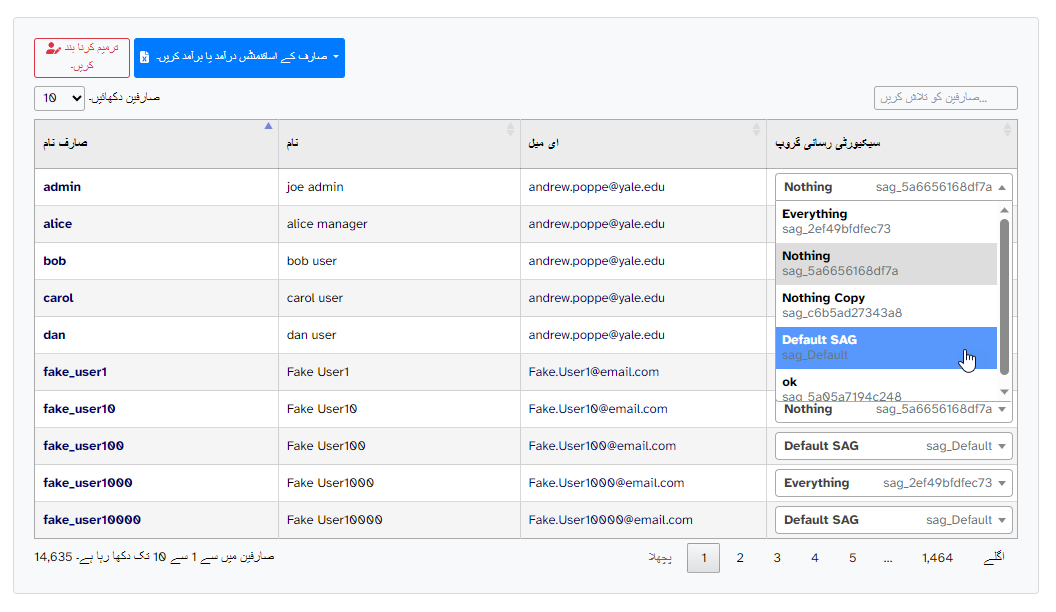 ترمیم کرنا بند
کریں۔
صارف کے اسائنمنٹس درآمد یا برآمد کریں۔
10 صارفین دکھائیں۔
صارفین کو تلاش کریں...
صارف نام نام ای میل سیکیورٹی رسائی گروپ
admin joe admin andrew.poppe@yale.edu Nothing sag_5a6656168df7a
alice alice manager andrew.poppe@yale.edu
bob bob user andrew.poppe@yale.edu
carol carol user andrew.poppe@yale.edu
dan dan user andrew.poppe@yale.edu
fake_user1 Fake User1 Fake.User1@email.com
Everything
sag_2ef49bfdfec73
Nothing
sag_5a6656168df7a
Nothing Copy
sag_c6b5ad27343a8
Default SAG
sag_Default
ok
sag_5a05a7194c248
fake_user10 Fake User10 Fake.User10@email.com Nothing sag_5a6656168df7a
fake_user100 Fake User100 Fake.User100@email.com Default SAG sag_Default
fake_user1000 Fake User1000 Fake.User1000@email.com Everything sag_2ef49bfdfec73
fake_user10000 Fake User10000 Fake.User10000@email.com Default SAG sag_Default
14,635 صارفین میں سے 1 سے 10 تک دکھا رہا ہے۔
پچھلا 1 2 3 4 5 ... 1,464 اگلے